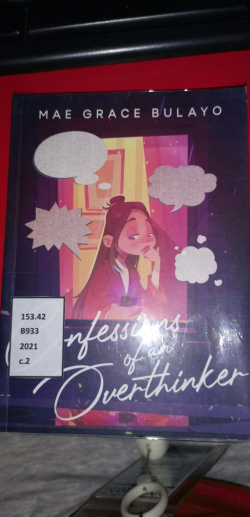 MAE GRACE BULAYO
Confessions
of an
Overthinker
153.42
B933
2021
c.2